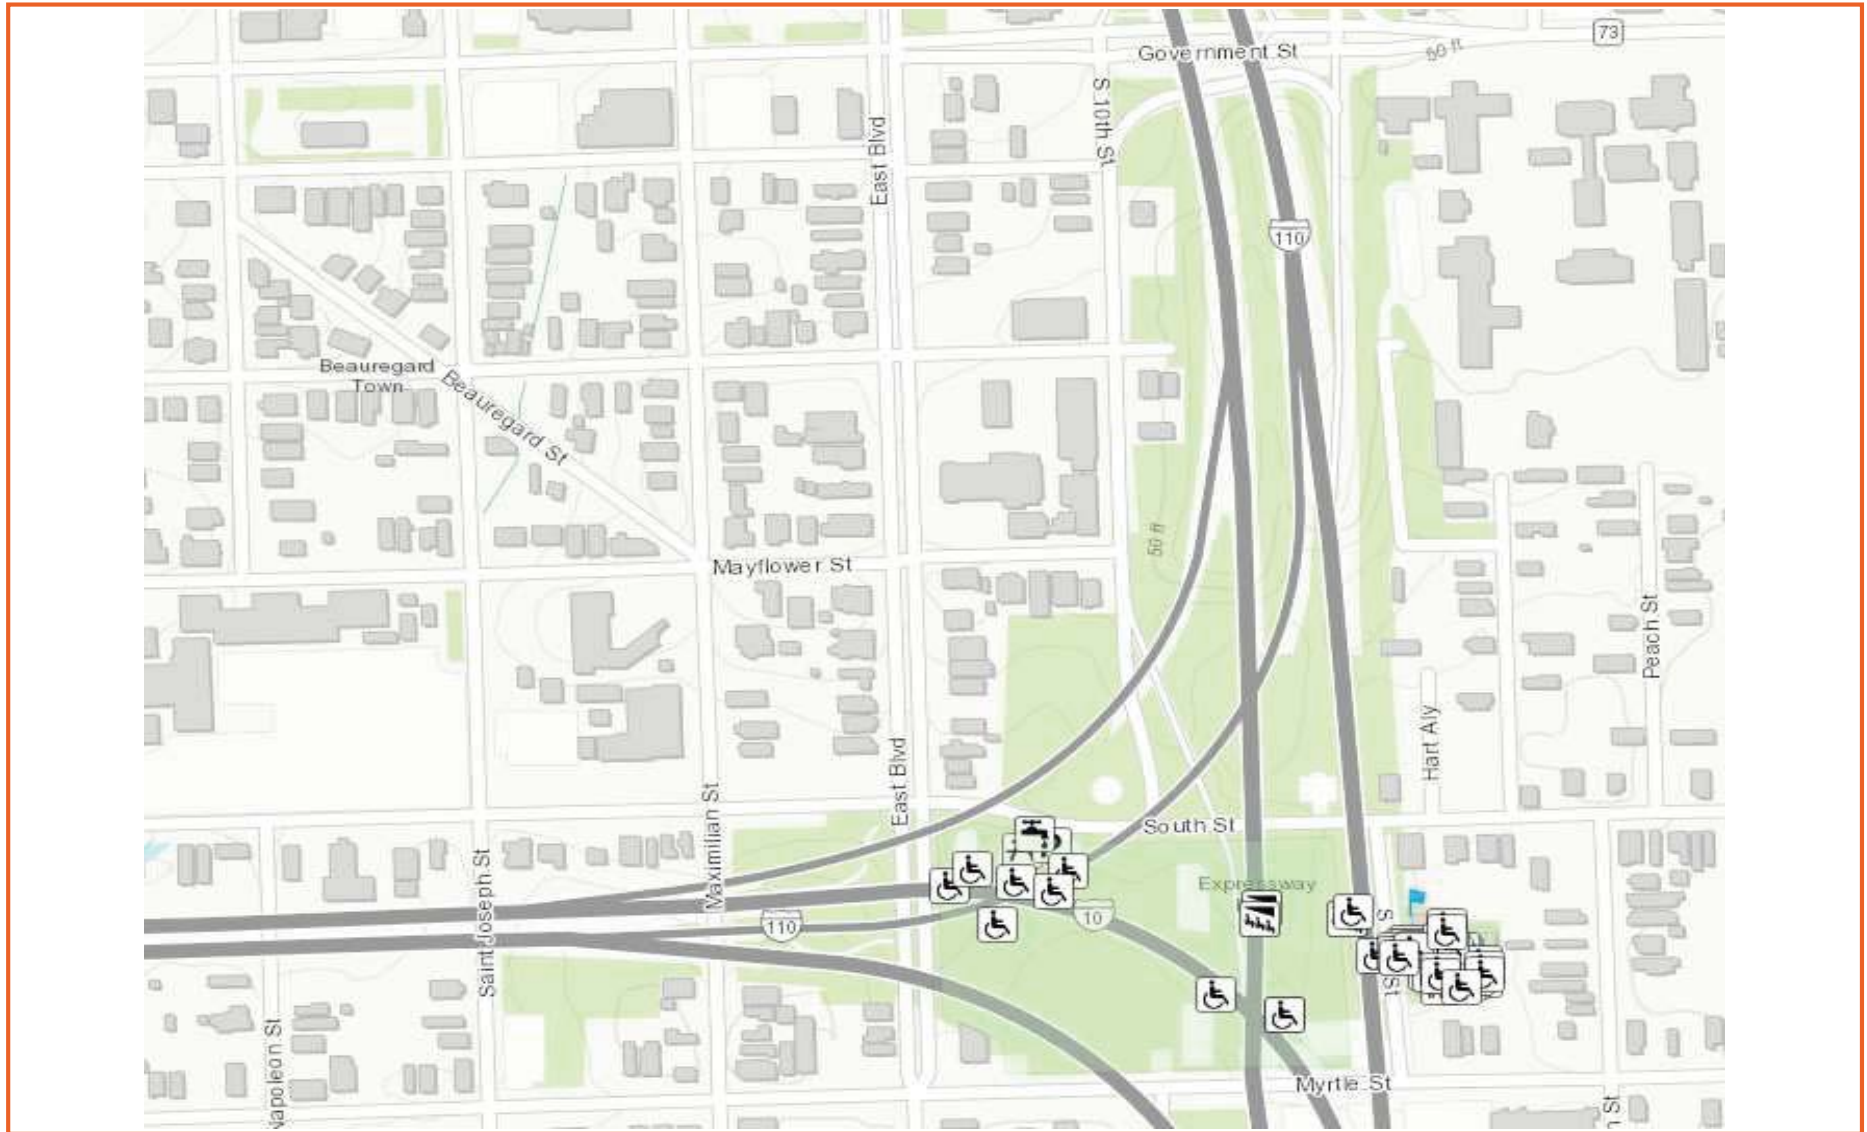 Government St
50 ft
73
S 10th St
East Blvd
110
Beauregard
Town
Beauregard St
50 ft
Mayflower St
Peach St
Hart Aly
East Blvd
Maximilian St
South St
Saint Joseph St
Expressway
110
10
S
St
Napoleon St
Myrtle St
St